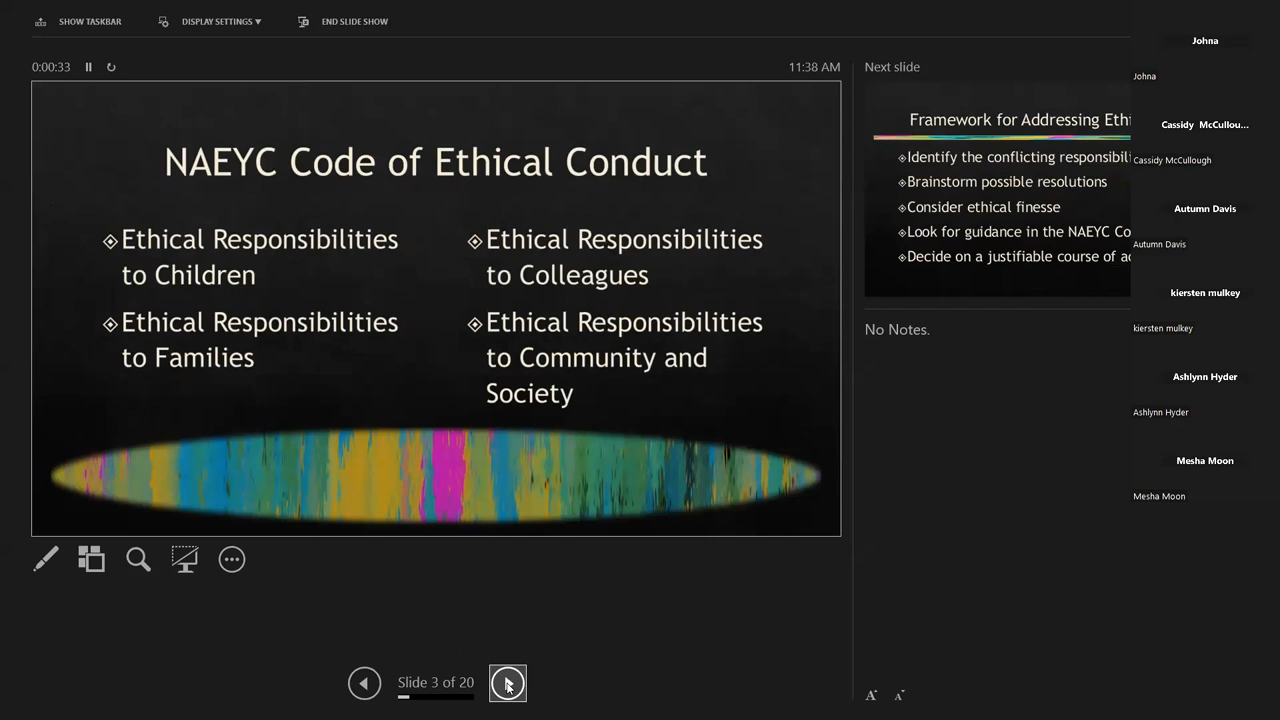 SHOW TASKBAR
DISPLAY SETTINGS ▼
END SLIDE SHOW
0:00:33
11:38 AM
NAEYC Code of Ethical Conduct
Ethical Responsibilities
to Children
Ethical Responsibilities
to Families
Ethical Responsibilities
to Colleagues
Ethical Responsibilities
to Community and
Society
Slide 3 of 20
Next slide
Framework for Addressing Ethi
Identify the conflicting responsibili
Brainstorm possible resolutions
Consider ethical finesse
Look for guidance in the NAEYC Co
Decide on a justifiable course of ac
No Notes.
A A
Johna
Johna
Cassidy McCullou...
Cassidy McCullough
Autumn Davis
Autumn Davis
kiersten mulkey
kiersten mulkey
Ashlynn Hyder
Ashlynn Hyder
Mesha Moon
Mesha Moon